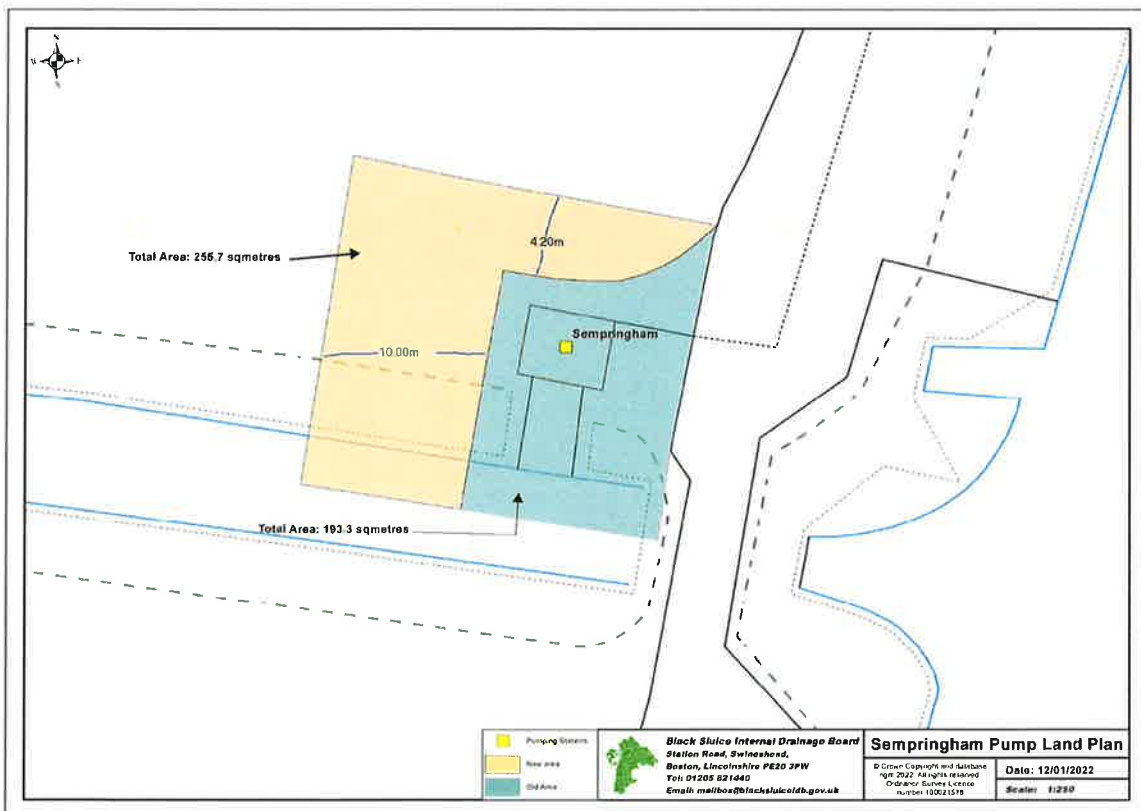 N
W
E
Total Area: 255.7 sqmetres
4.20m
Sempringham
10.00m
Total Area: 193.3 sqmetres
Pumping Stations
New Area
Old Area
Black Sluice Internal Drainage Board
Station Road, Swineshead,
Boston, Lincolnshire PE20 3PW
Tel: 01205 821440
Email: mailbox@blacksluiceidb.gov.uk
Sempringham Pump Land Plan
© Crown Copyright and database
right 2022. All rights reserved
Ordnance Survey Licence
number
Date: 12/01/2022
Scale: 1:250